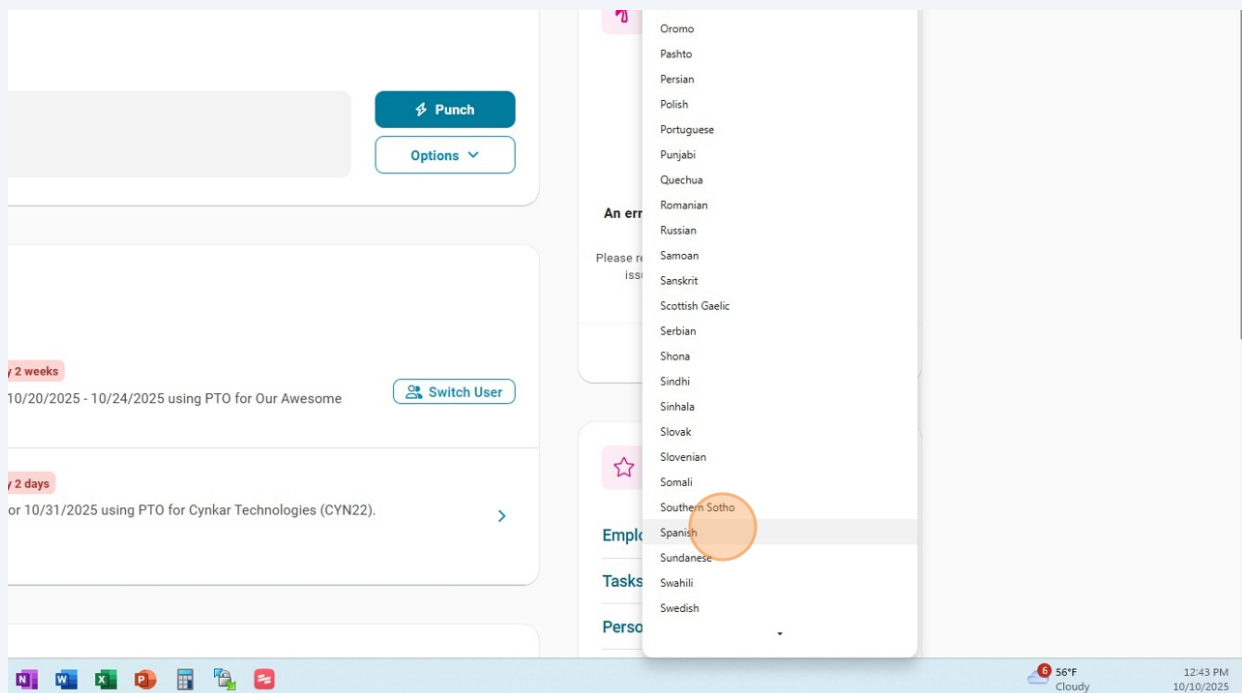 Punch
Options
y 2 weeks
10/20/2025 - 10/24/2025 using PTO for Our Awesome
Switch User
y 2 days
or 10/31/2025 using PTO for Cynkar Technologies (CYN22).
An err
Please re
issu
Emplo
Tasks
Perso
Oromo
Pashto
Persian
Polish
Portuguese
Punjabi
Quechua
Romanian
Russian
Samoan
Sanskrit
Scottish Gaelic
Serbian
Shona
Sindhi
Sinhala
Slovak
Slovenian
Somali
Southern Sotho
Spanish
Sundanese
Swahili
Swedish
N
W
X
P
6
56°F
Cloudy
12:43 PM
10/10/2025